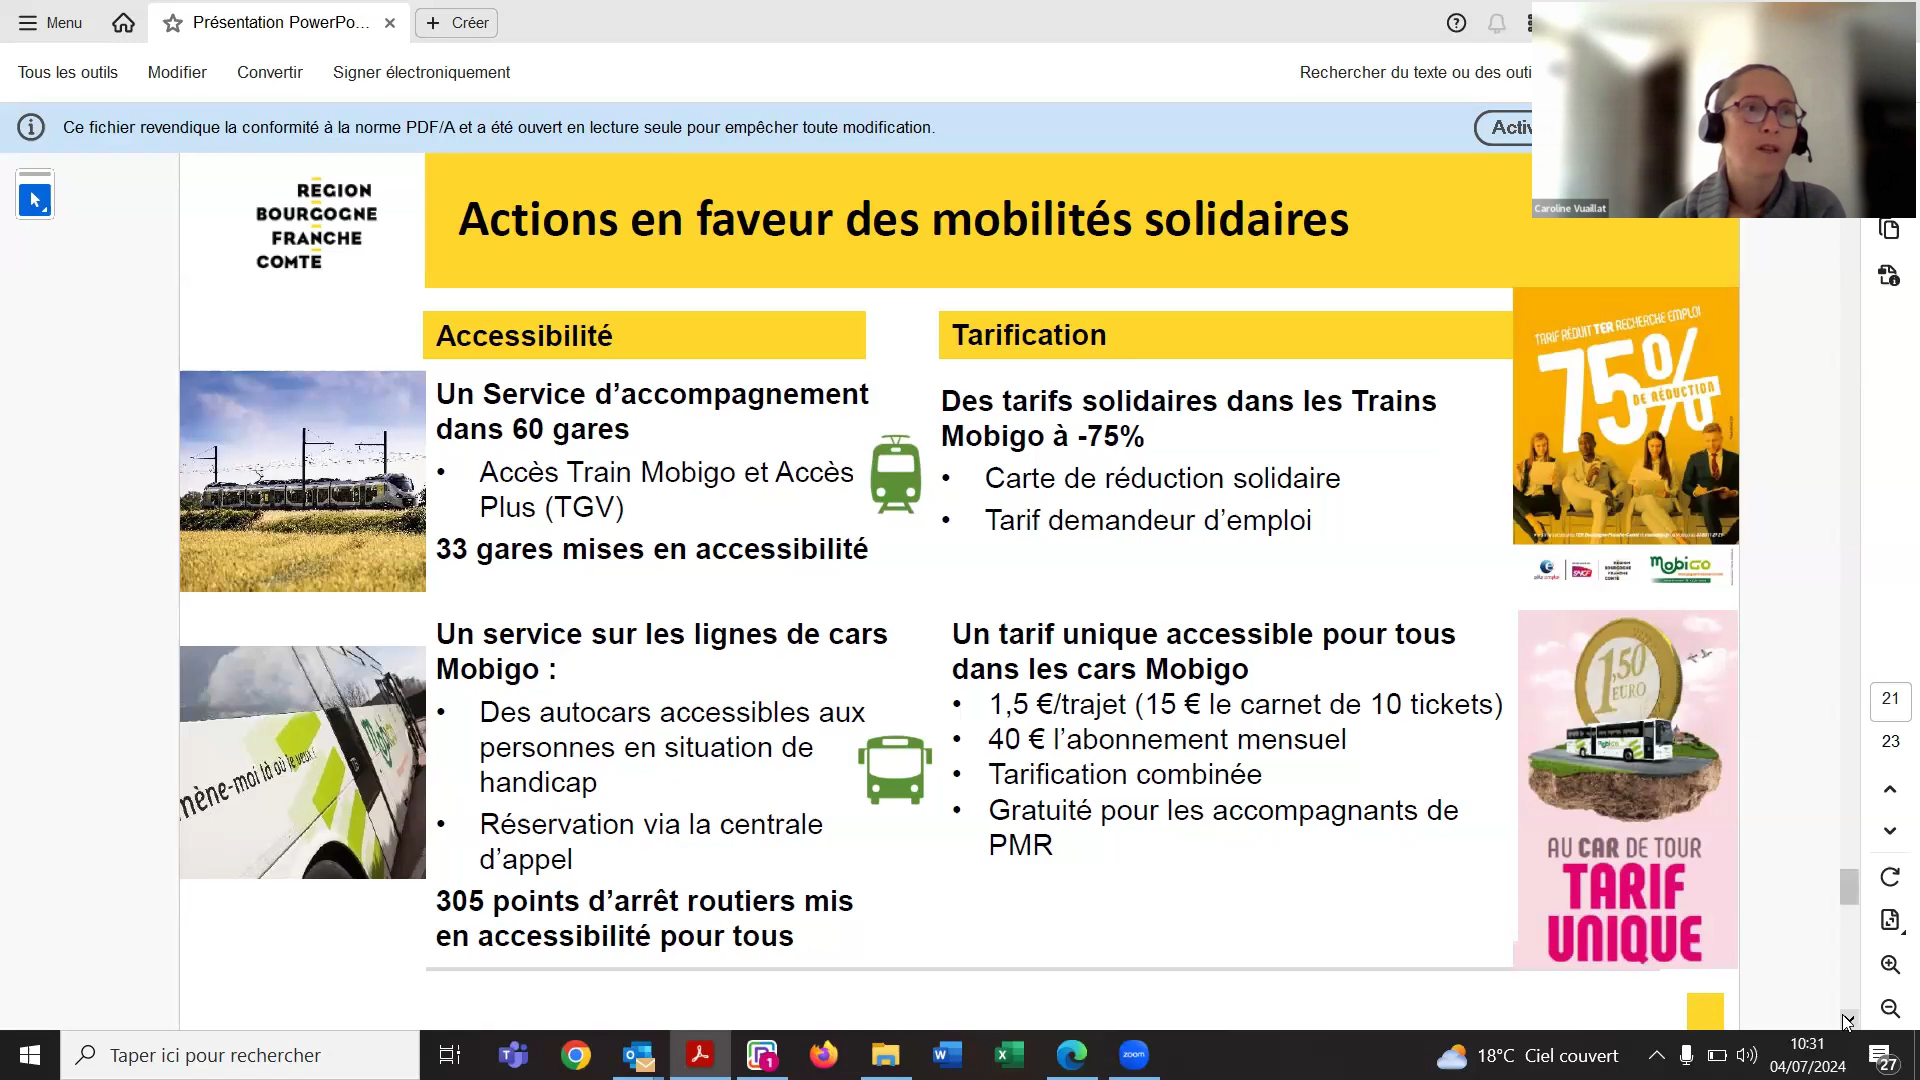 Menu
Présentation PowerPo...
Créer
Tous les outils
Modifier
Convertir
Signer électroniquement
Rechercher du texte ou des outi
Ce fichier revendique la conformité à la norme PDF/A et a été ouvert en lecture seule pour empêcher toute modification.
Activ
Caroline Vuaillat
REGION
BOURGOGNE
FRANCHE
COMTE
Actions en faveur des mobilités solidaires
Accessibilité
Un Service d'accompagnement
dans 60 gares
• Accès Train Mobigo et Accès
Plus (TGV)
33 gares mises en accessibilité
Un service sur les lignes de cars
Mobigo :
• Des autocars accessibles aux
personnes en situation de
handicap
• Réservation via la centrale
d'appel
305 points d'arrêt routiers mis
en accessibilité pour tous
Tarification
Des tarifs solidaires dans les Trains
Mobigo à -75%
• Carte de réduction solidaire
• Tarif demandeur d'emploi
Un tarif unique accessible pour tous
dans les cars Mobigo
• 1,5 €/trajet (15 € le carnet de 10 tickets)
• 40 € l'abonnement mensuel
• Tarification combinée
• Gratuité pour les accompagnants de
PMR
TARIF RÉDUIT TER RECHERCHE EMPLOI
75%
DE RÉDUCTION
SNCF
MobiGO
mène-moi là où je veux !
MobiGo
1,50
EURO
AU CAR DE TOUR
TARIF
UNIQUE
21
23
Taper ici pour rechercher
zoom
18°C Ciel couvert
10:31
04/07/2024
27